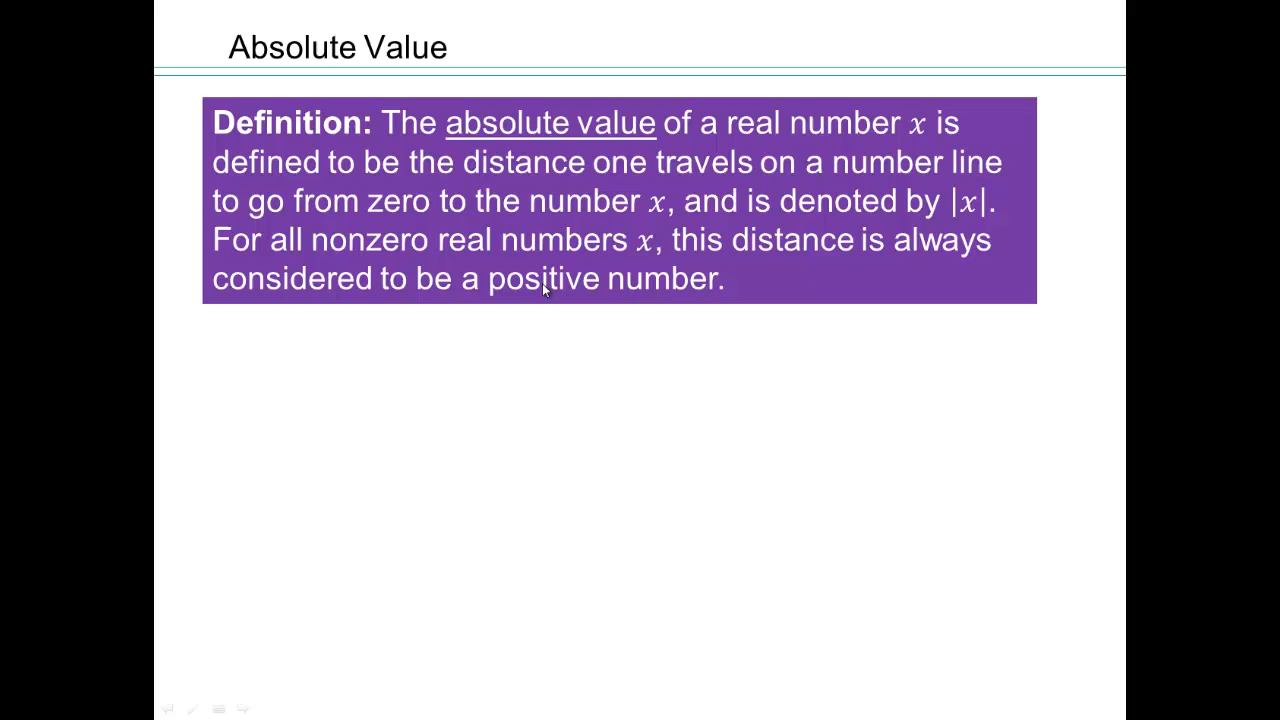 Absolute Value
Definition: The absolute value of a real number x is
defined to be the distance one travels on a number line
to go from zero to the number x, and is denoted by |x|.
For all nonzero real numbers x, this distance is always
considered to be a positive number.